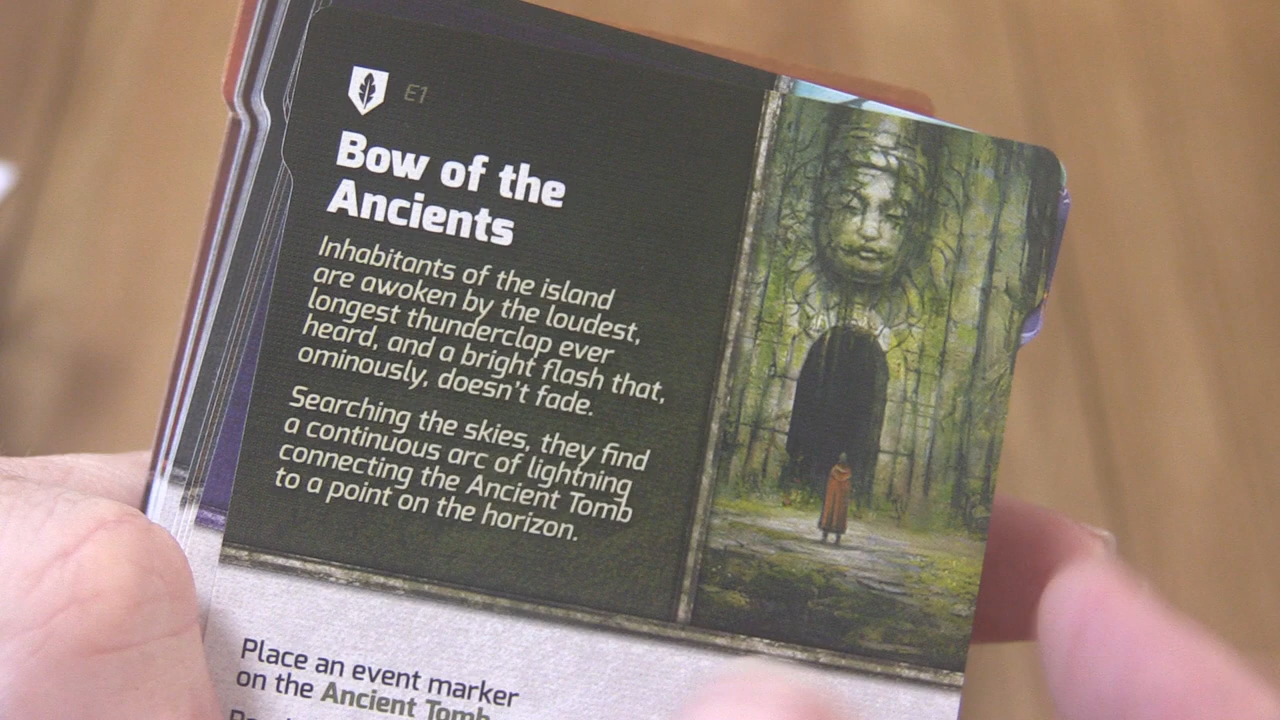 E1
Bow of the
Ancients
Inhabitants of the island
are awoken by the loudest,
longest thunderclap ever
heard, and a bright flash that,
ominously, doesn't fade.
Searching the skies, they find
a continuous arc of lightning
connecting the Ancient Tomb
to a point on the horizon.
Place an event marker
on the Ancient Tomb